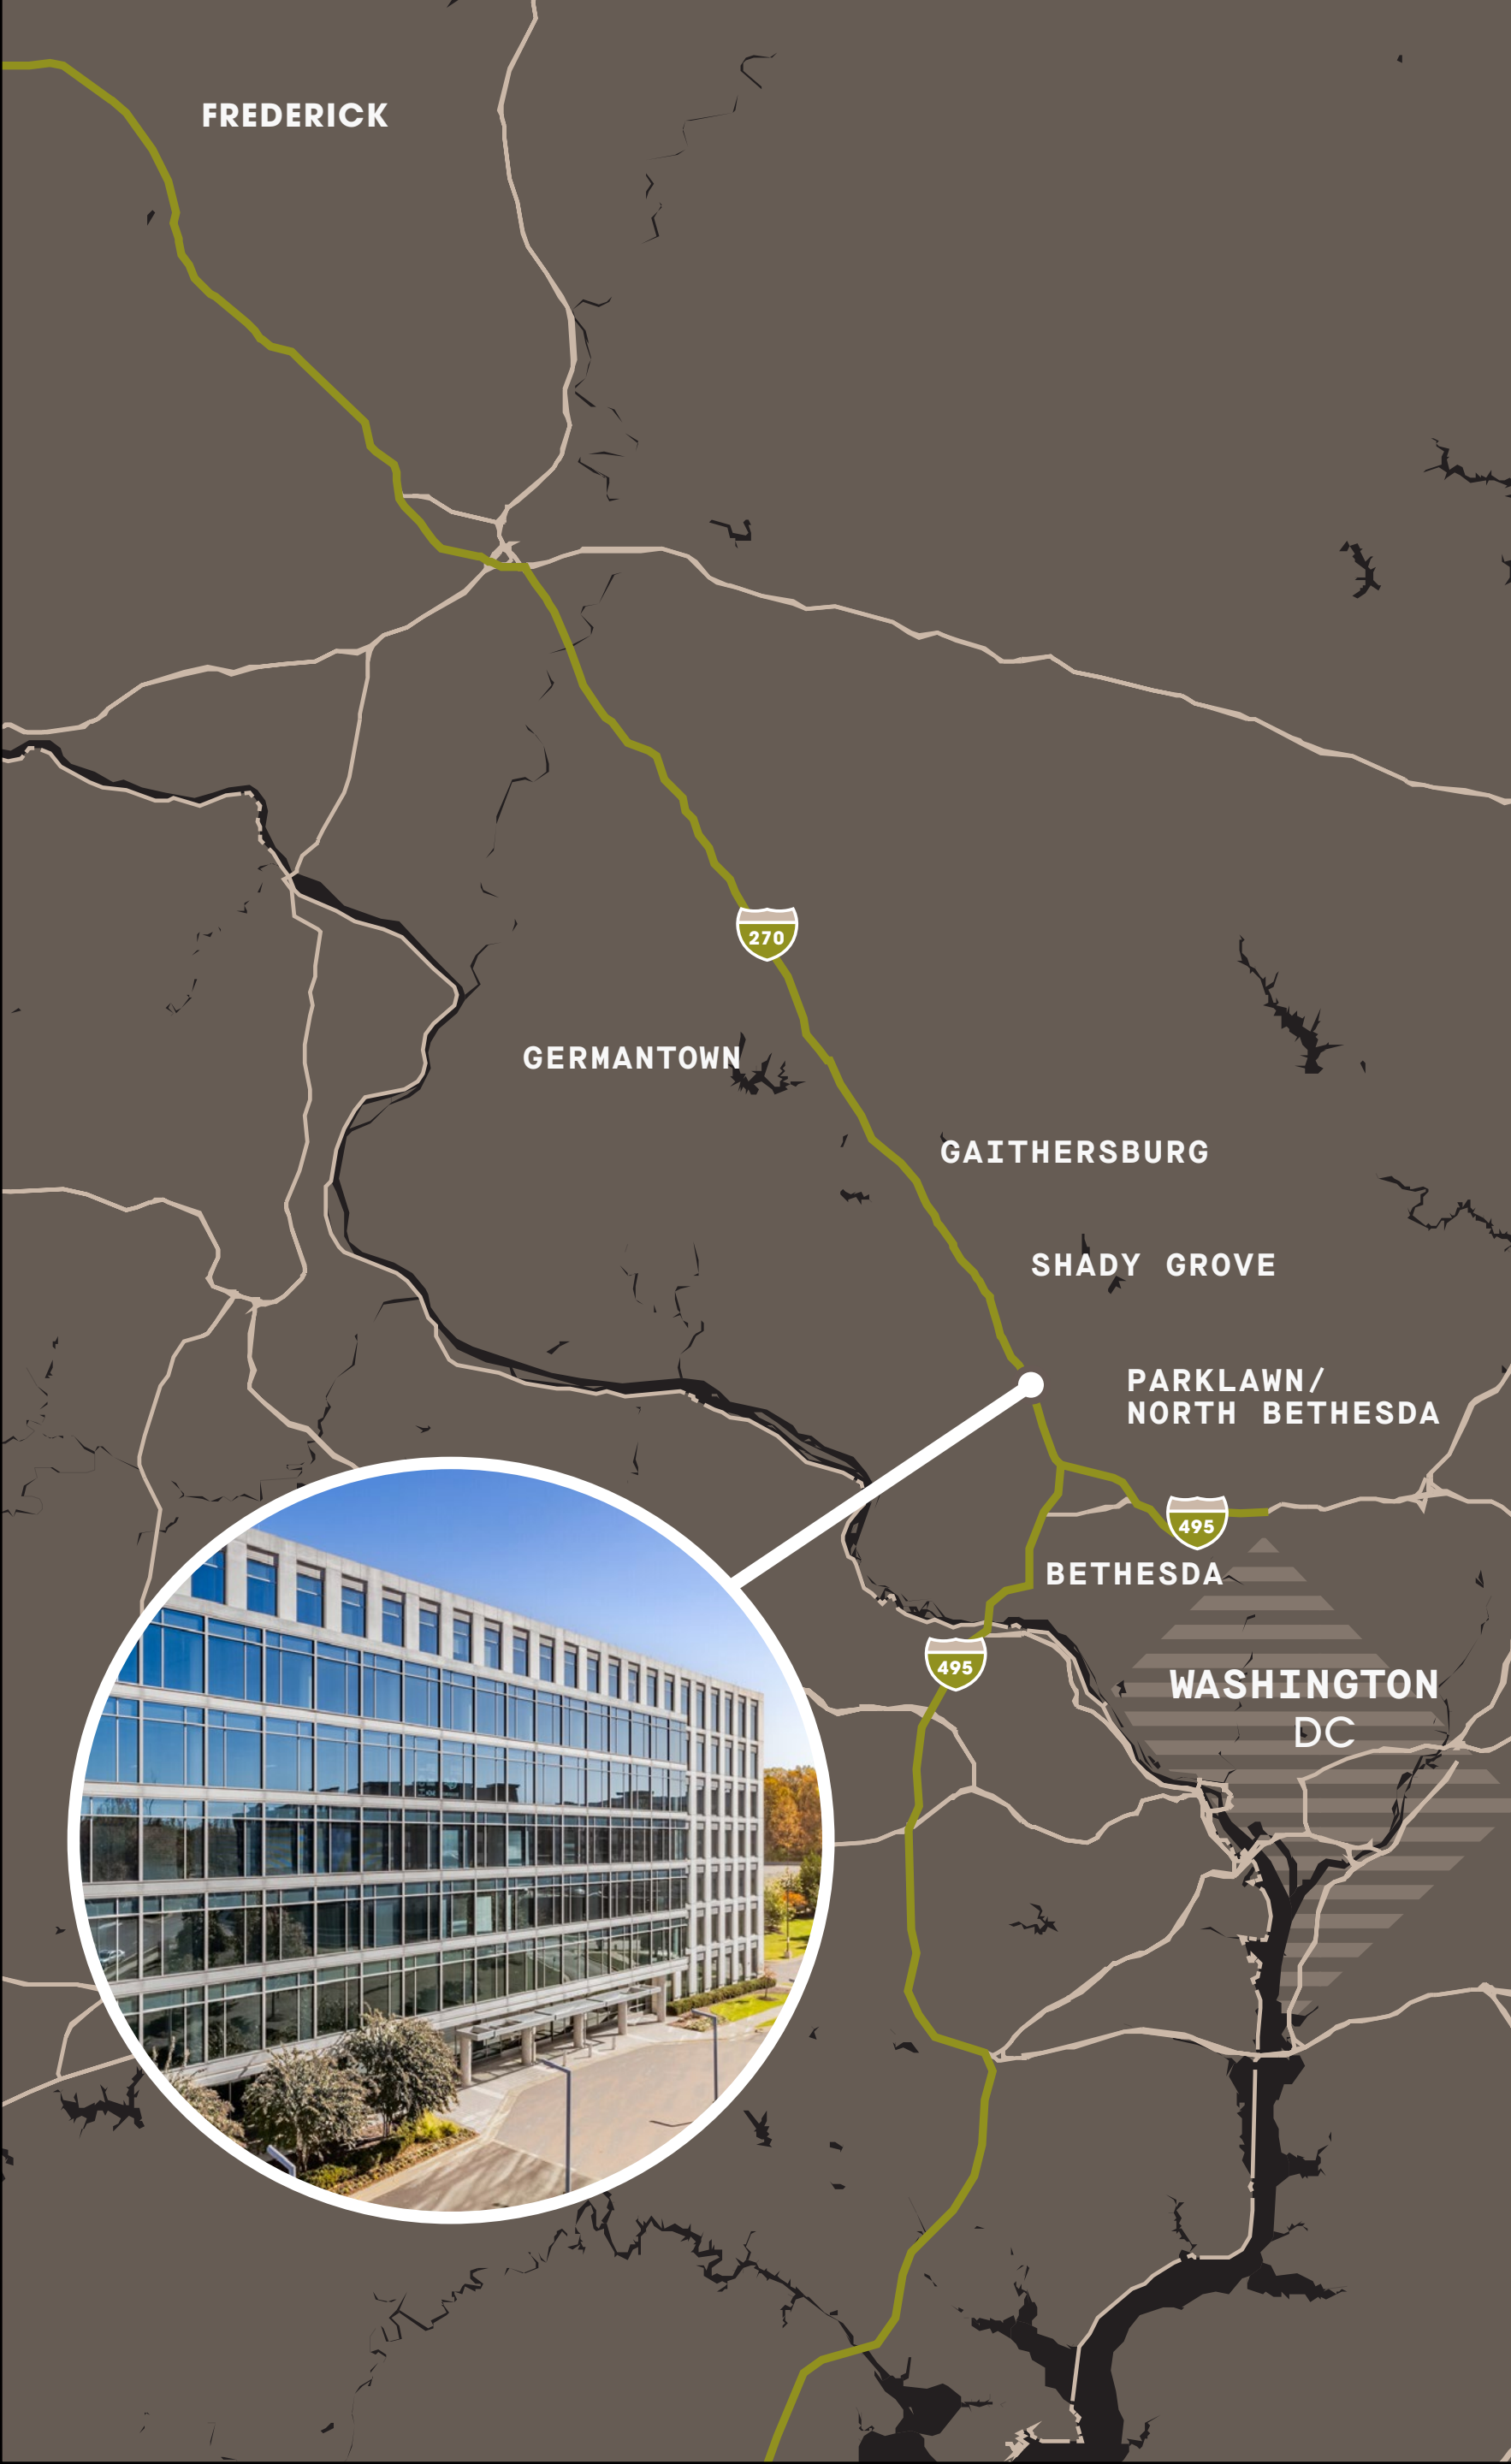 FREDERICK
270
GERMANTOWN
GAITHERSBURG
SHADY GROVE
PARKLAWN/
NORTH BETHESDA
495
BETHESDA
495
WASHINGTON
DC